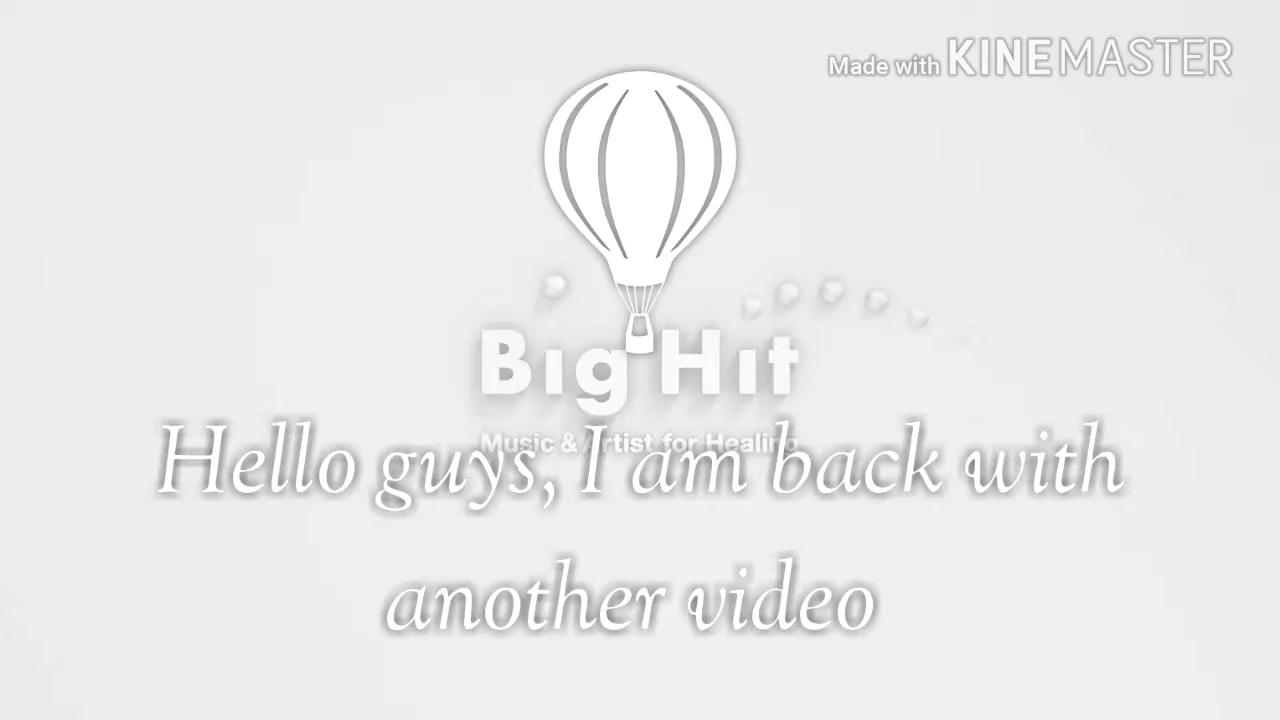 Made with KINEMASTER
Big Hit
Music & Artist for Healing
Hello guys, I am back with
another video